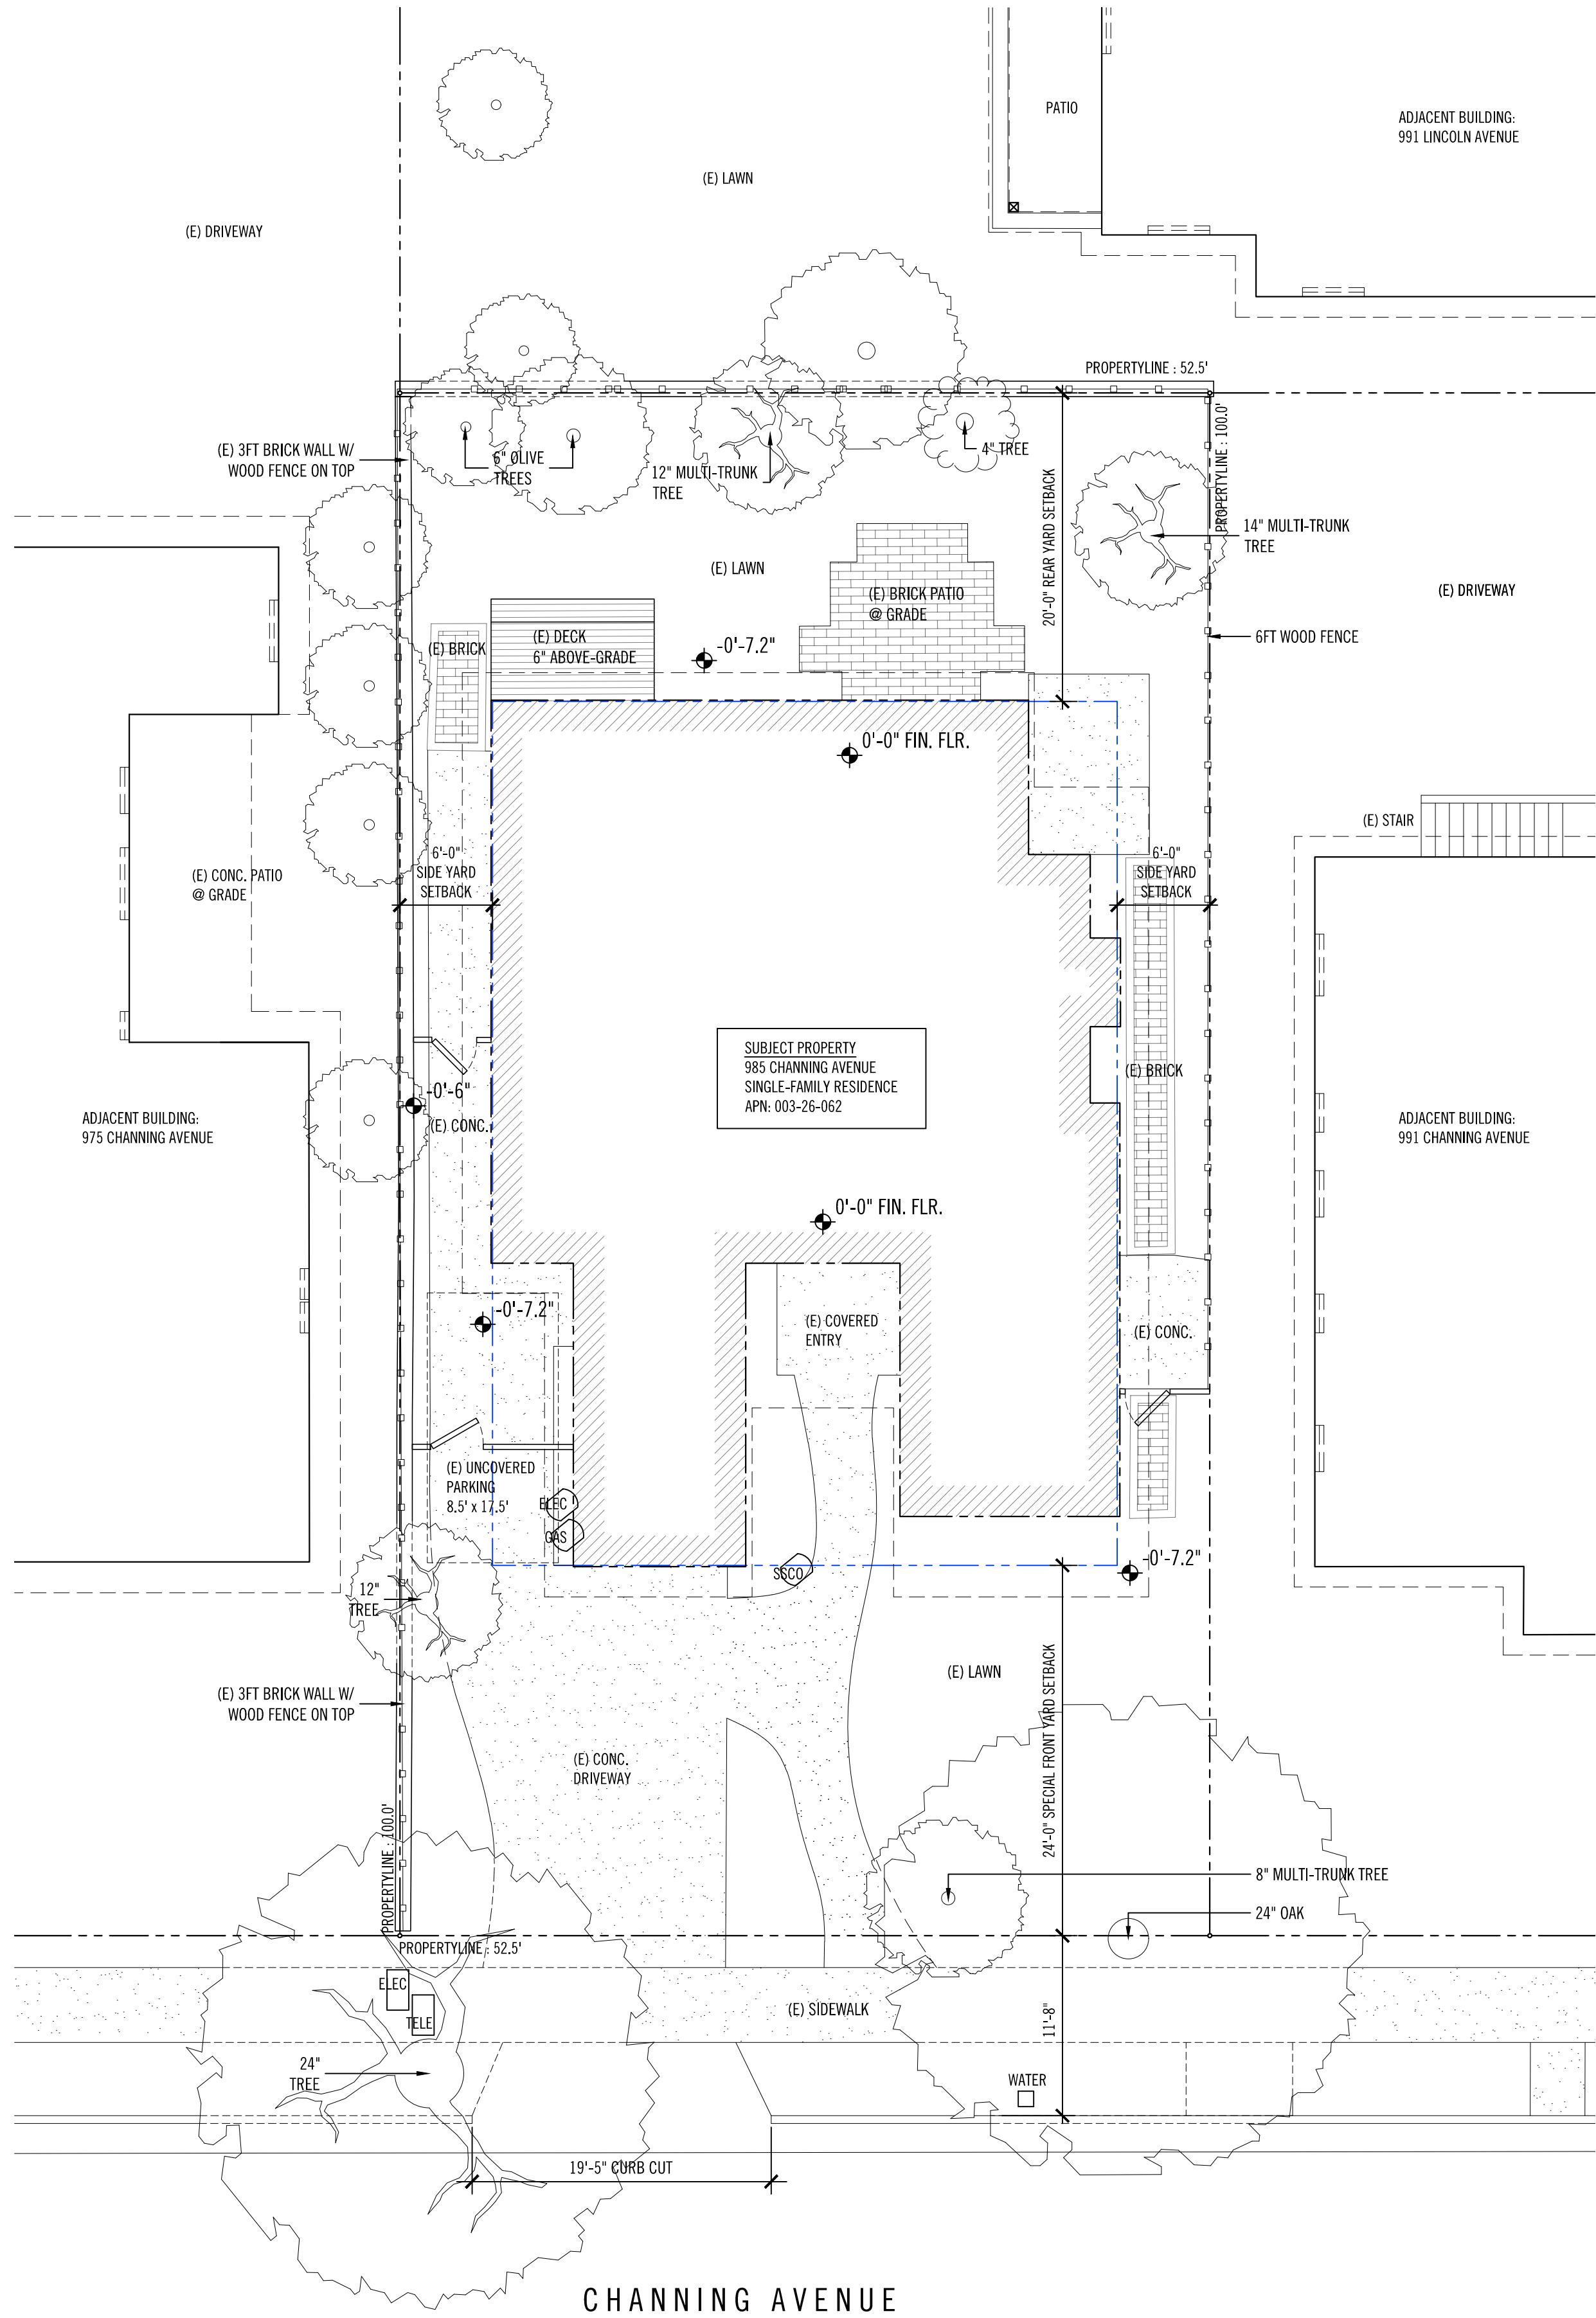 PATIO
ADJACENT BUILDING:
991 LINCOLN AVENUE
(E) LAWN
(E) DRIVEWAY
PROPERTYLINE : 52.5'
PROPERTYLINE : 100.0'
(E) 3FT BRICK WALL W/
WOOD FENCE ON TOP
6" OLIVE
TREES
12" MULTI-TRUNK
TREE
4" TREE
20'-0" REAR YARD SETBACK
14" MULTI-TRUNK
TREE
(E) LAWN
(E) BRICK PATIO
@ GRADE
(E) DRIVEWAY
(E) BRICK
(E) DECK
6" ABOVE-GRADE
-0'-7.2"
6FT WOOD FENCE
0'-0" FIN. FLR.
(E) STAIR
6'-0"
SIDE YARD
SETBACK
6'-0"
SIDE YARD
SETBACK
(E) CONC. PATIO
@ GRADE
SUBJECT PROPERTY
985 CHANNING AVENUE
SINGLE-FAMILY RESIDENCE
APN: 003-26-062
(E) BRICK
-0'-6"
(E) CONC.
ADJACENT BUILDING:
975 CHANNING AVENUE
ADJACENT BUILDING:
991 CHANNING AVENUE
0'-0" FIN. FLR.
-0'-7.2"
(E) COVERED
ENTRY
(E) CONC.
(E) UNCOVERED
PARKING
8.5' x 17.5'
ELEC
GAS
SSCO
-0'-7.2"
12"
TREE
(E) 3FT BRICK WALL W/
WOOD FENCE ON TOP
(E) LAWN
24'-0" SPECIAL FRONT YARD SETBACK
(E) CONC.
DRIVEWAY
PROPERTYLINE : 100.0'
8" MULTI-TRUNK TREE
24" OAK
PROPERTYLINE : 52.5'
ELEC
TELE
(E) SIDEWALK
11'-8"
24"
TREE
WATER
19'-5" CURB CUT
CHANNING AVENUE